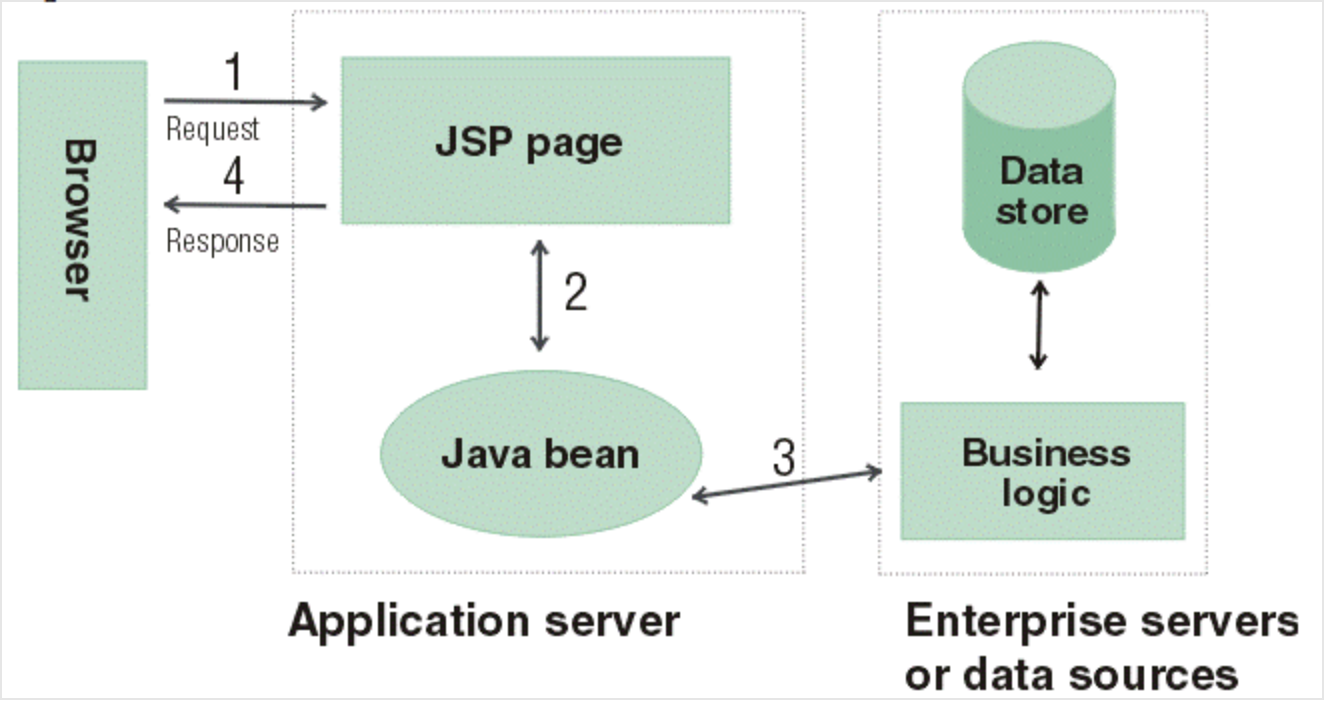 Browser
1
Request
4
Response
JSP page
2
Java bean
3
Data
store
Business
logic
Application server
Enterprise servers
or data sources